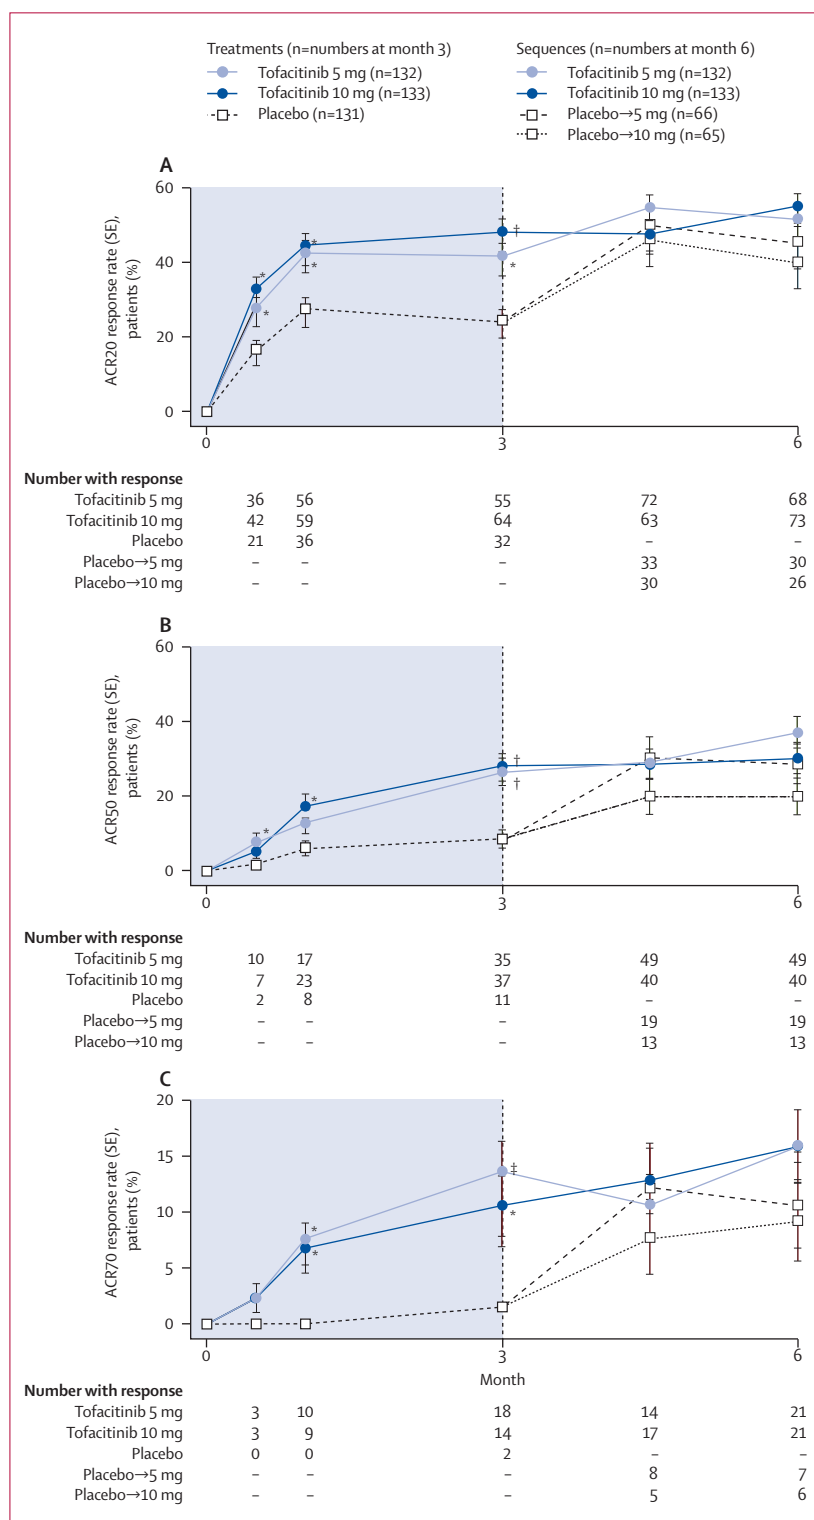 Treatments (n=numbers at month 3)
Tofacitinib 5 mg (n=132)
Tofacitinib 10 mg (n=133)
Placebo (n=131)
Sequences (n=numbers at month 6)
Tofacitinib 5 mg (n=132)
Tofacitinib 10 mg (n=133)
Placebo→5 mg (n=66)
Placebo→10 mg (n=65)
A
ACR20 response rate (SE),
patients (%)
60
40
20
0
* * * * † *
0 3 6
Number with response
Tofacitinib 5 mg 36 56 55 72 68
Tofacitinib 10 mg 42 59 64 63 73
Placebo 21 36 32 – –
Placebo→5 mg – – – 33 30
Placebo→10 mg – – – 30 26
B
ACR50 response rate (SE),
patients (%)
60
40
20
0
* * † †
0 3 6
Number with response
Tofacitinib 5 mg 10 17 35 49 49
Tofacitinib 10 mg 7 23 37 40 40
Placebo 2 8 11 – –
Placebo→5 mg – – – 19 19
Placebo→10 mg – – – 13 13
C
ACR70 response rate (SE),
patients (%)
20
15
10
5
0
* * ‡ *
0 3 6
Month
Number with response
Tofacitinib 5 mg 3 10 18 14 21
Tofacitinib 10 mg 3 9 14 17 21
Placebo 0 0 2 – –
Placebo→5 mg – – – 8 7
Placebo→10 mg – – – 5 6